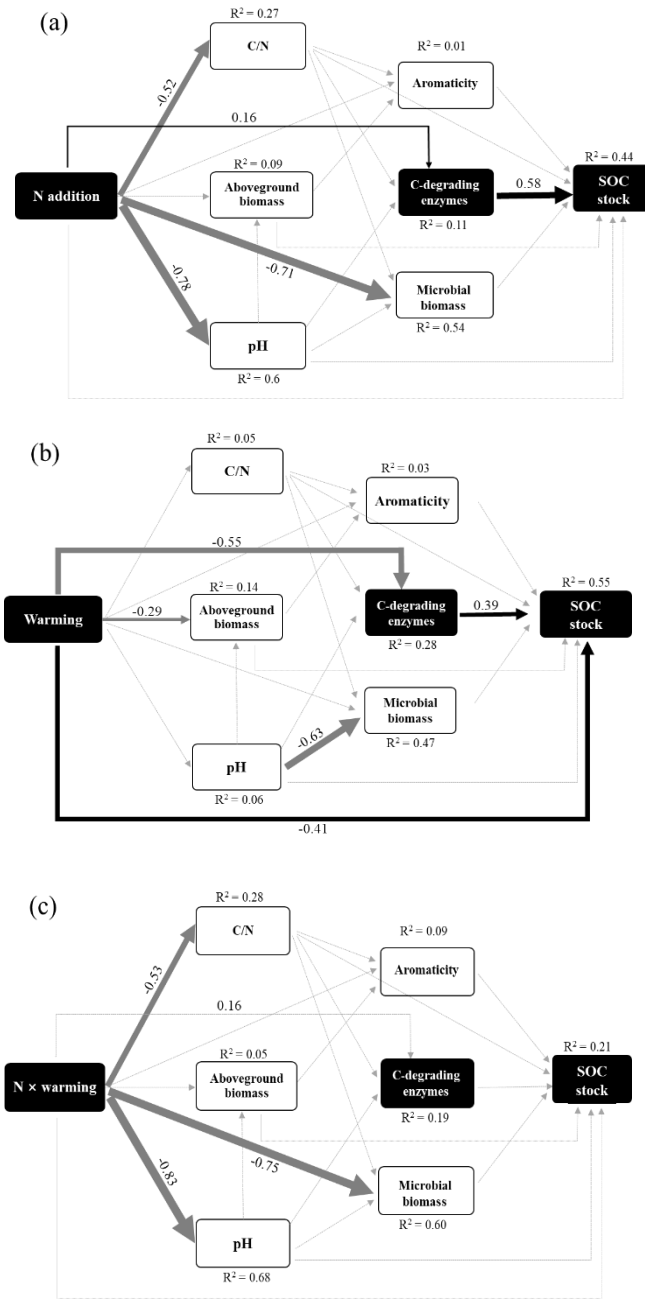 (a)
R² = 0.27
C/N
R² = 0.01
Aromaticity
-0.52
0.16
R² = 0.09
R² = 0.44
N addition
Aboveground
biomass
C-degrading
enzymes
0.58
SOC
stock
R² = 0.11
-0.71
-0.78
Microbial
biomass
R² = 0.54
pH
R² = 0.6
(b)
R² = 0.05
C/N
R² = 0.03
Aromaticity
-0.55
R² = 0.14
R² = 0.55
Warming
-0.29
Aboveground
biomass
C-degrading
enzymes
0.39
SOC
stock
R² = 0.28
Microbial
biomass
-0.63
R² = 0.47
pH
R² = 0.06
-0.41
(c)
R² = 0.28
C/N
R² = 0.09
Aromaticity
-0.53
0.16
R² = 0.05
R² = 0.21
N × warming
Aboveground
biomass
C-degrading
enzymes
SOC
stock
R² = 0.19
-0.75
-0.83
Microbial
biomass
R² = 0.60
pH
R² = 0.68